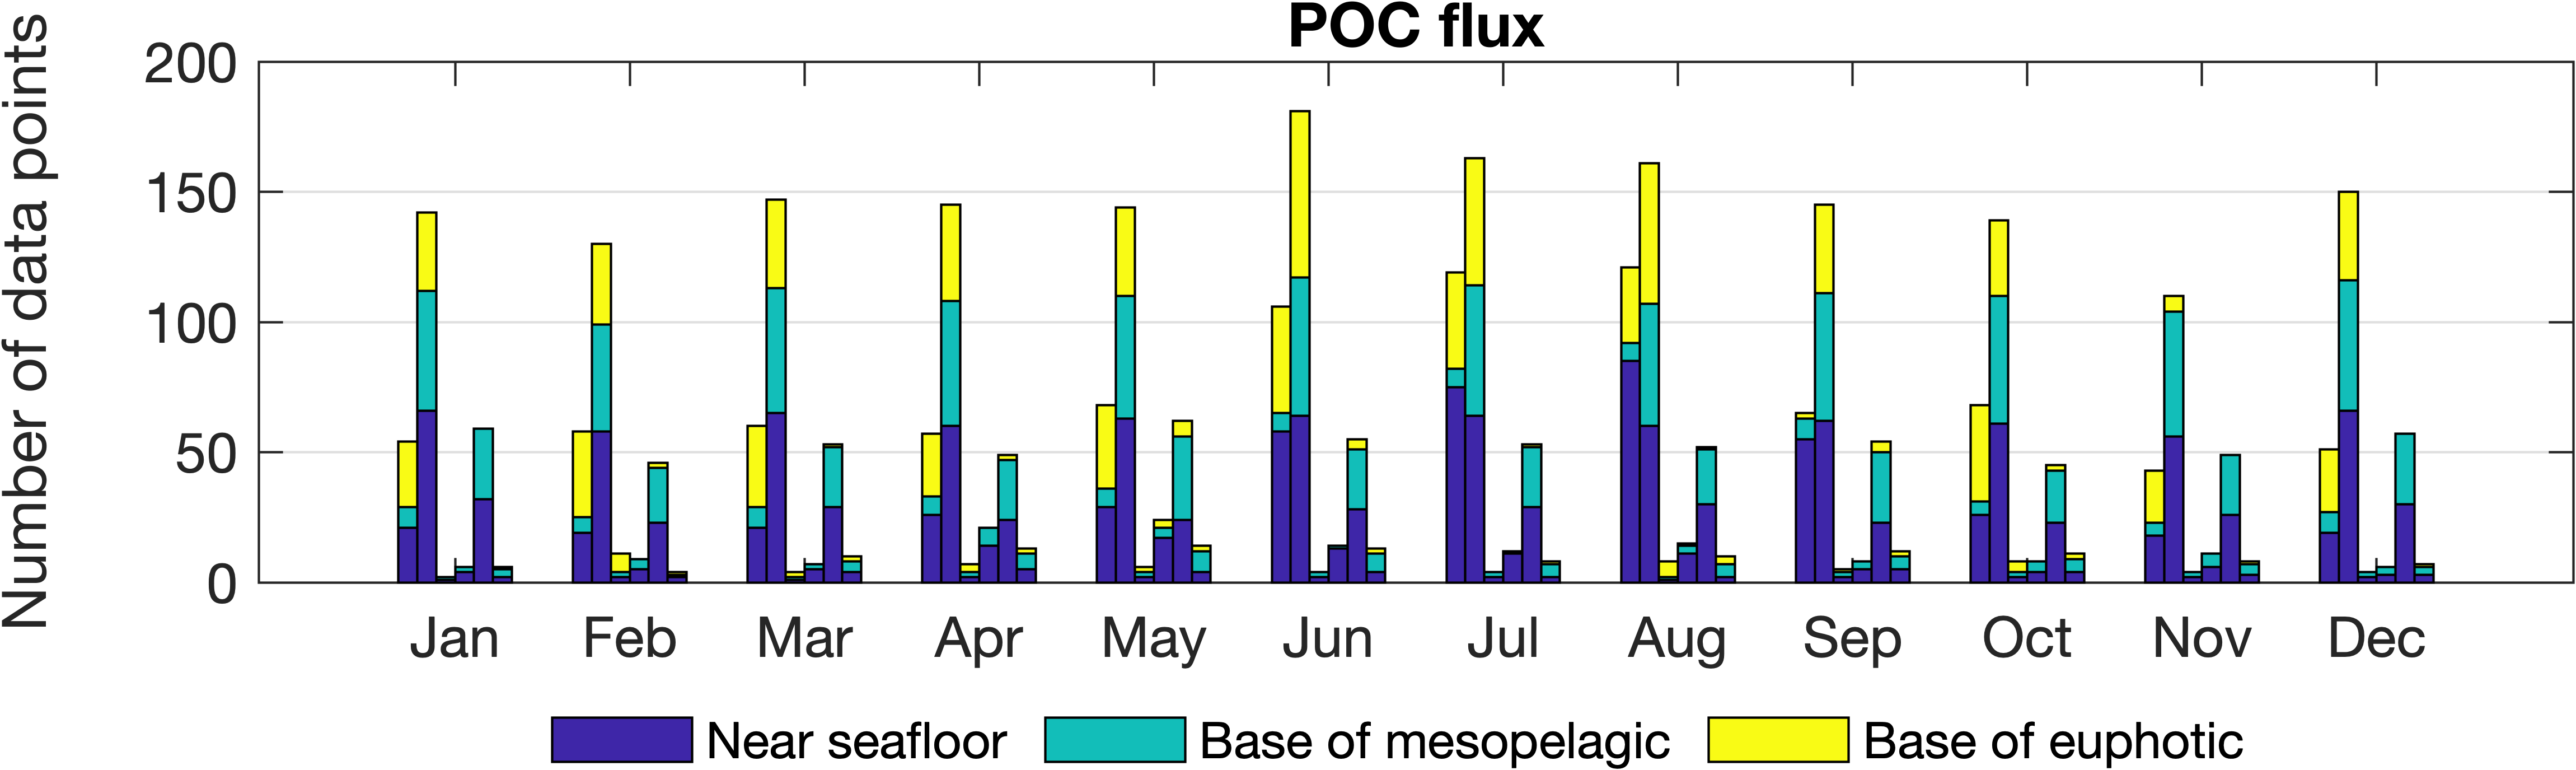 POC flux
Number of data points
200
150
100
50
0
Jan Feb Mar Apr May Jun Jul Aug Sep Oct Nov Dec
Near seafloor Base of mesopelagic Base of euphotic